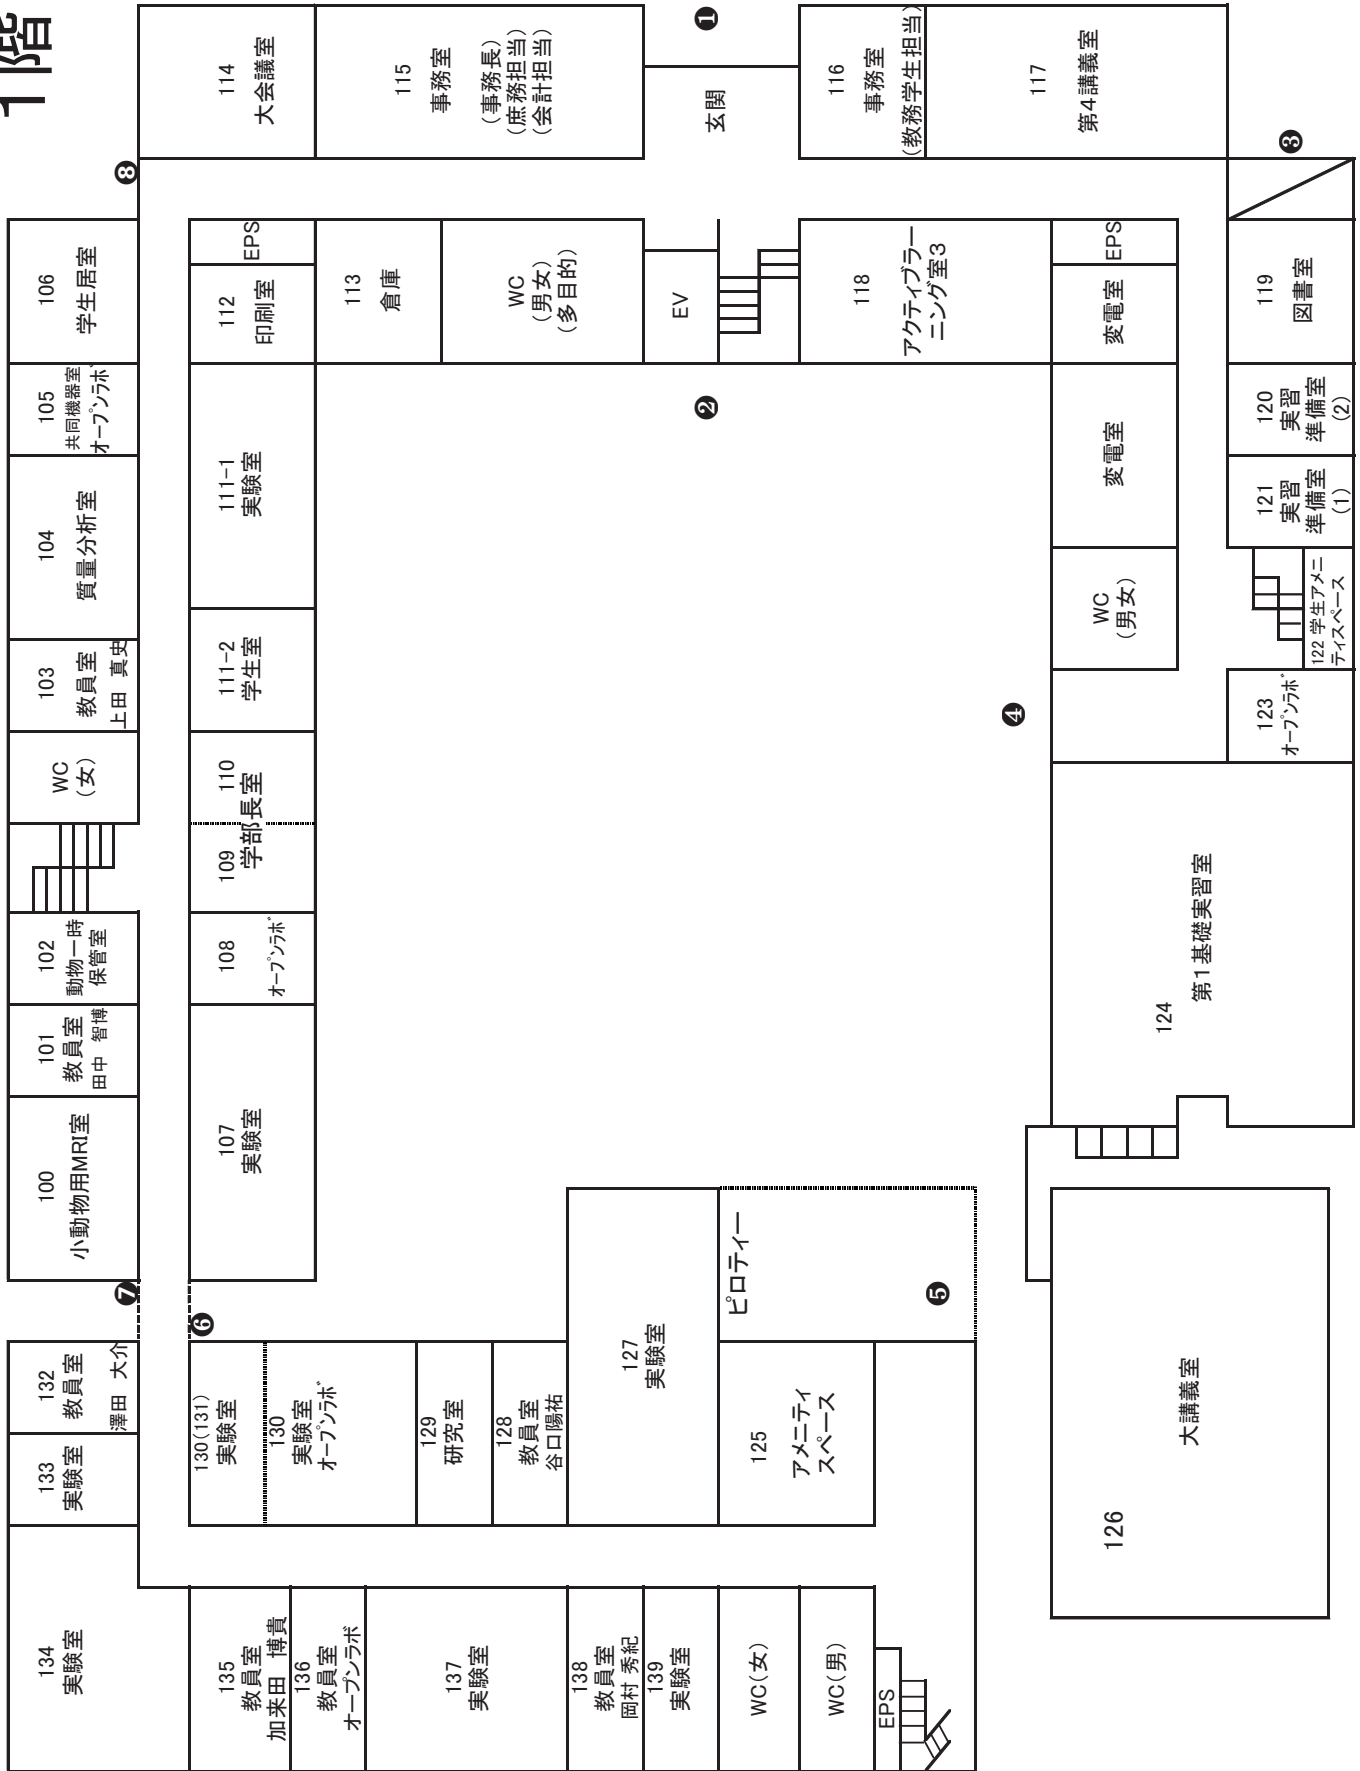 1階
134
実験室
133
実験室
132
教員室
澤田 大介
100
小動物用MRI室
101
教員室
田中 智博
102
動物一時
保管室
WC
(女)
103
教員室
上田 真史
104
質量分析室
105
共同機器室
オープンラボ
106
学生居室
❼
❽
135
教員室
加来田 博貴
136
教員室
オープンラボ
137
実験室
138
教員室
岡村 秀紀
139
実験室
WC(女)
WC(男)
EPS
130(131)
実験室
130
実験室
オープンラボ
129
研究室
128
教員室
谷口陽祐
127
実験室
125
アメニティ
スペース
ピロティー
❺
❻
107
実験室
108
オープンラボ
109
110
学部長室
111-2
学生室
111-1
実験室
112
印刷室
EPS
113
倉庫
WC
(男女)
(多目的)
EV
❷
114
大会議室
115
事務室
(事務長)
(庶務担当)
(会計担当)
玄関
❶
116
事務室
(教務学生担当)
117
第4講義室
118
アクティブラー
ニング室3
❹
WC
(男女)
変電室
変電室
EPS
❸
126
大講義室
124
第1基礎実習室
123
オープンラボ
122 学生アメニ
ティスペース
121
実習
準備室
(1)
120
実習
準備室
(2)
119
図書室